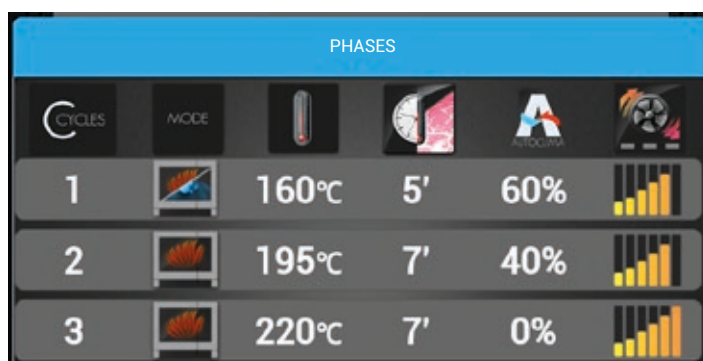 PHASES
CYCLES MODE AUTOCLIMA
1 160°C 5' 60%
2 195°C 7' 40%
3 220°C 7' 0%